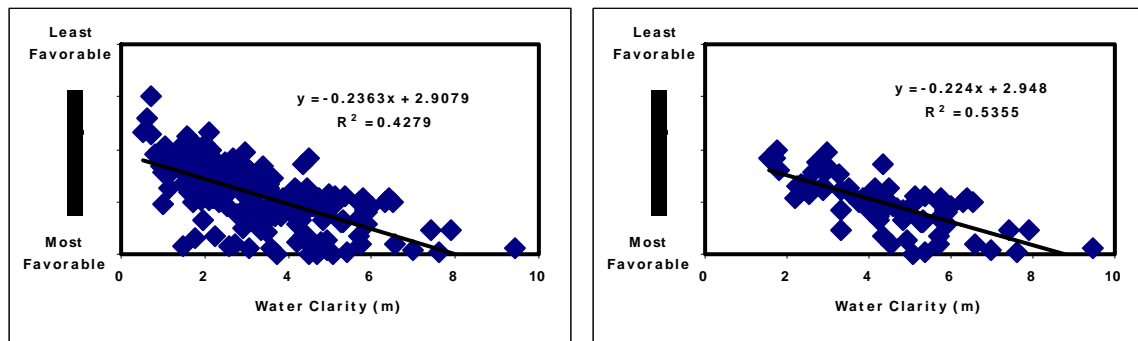 Least
Favorable
y = -0.2363x + 2.9079
R² = 0.4279
Most
Favorable
0 2 4 6 8 10
Water Clarity (m)
Least
Favorable
y = -0.224x + 2.948
R² = 0.5355
Most
Favorable
0 2 4 6 8 10
Water Clarity (m)